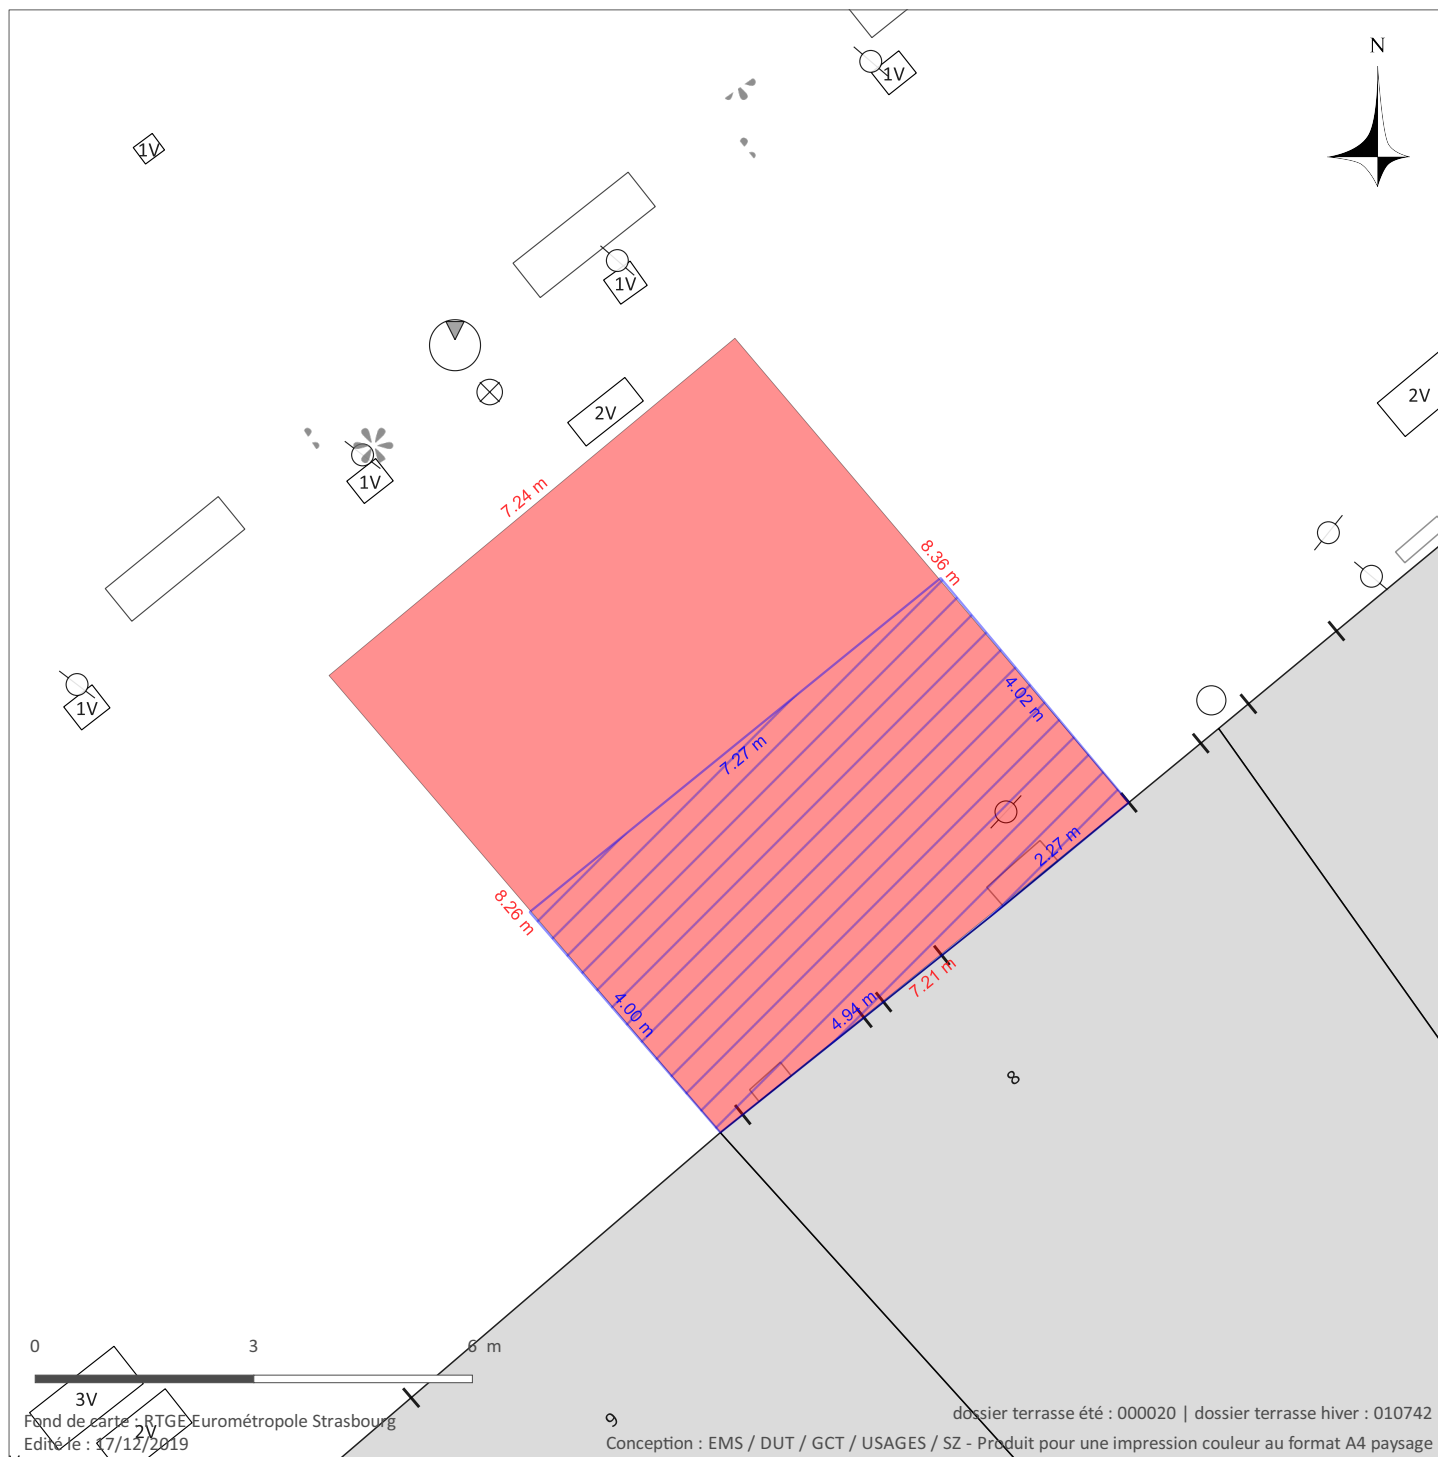 N
1V
1V
1V
2V
2V
1V
7.24 m
8.36 m
1V
4.02 m
7.27 m
2.27 m
8.26 m
7.21 m
4.94 m
4.00 m
8
0 3 6 m
3V
2V
9
Fond de carte : RTGE Eurométropole Strasbourg
Edité le : 17/12/2019
dossier terrasse été : 000020 | dossier terrasse hiver : 010742
Conception : EMS / DUT / GCT / USAGES / SZ - Produit pour une impression couleur au format A4 paysage